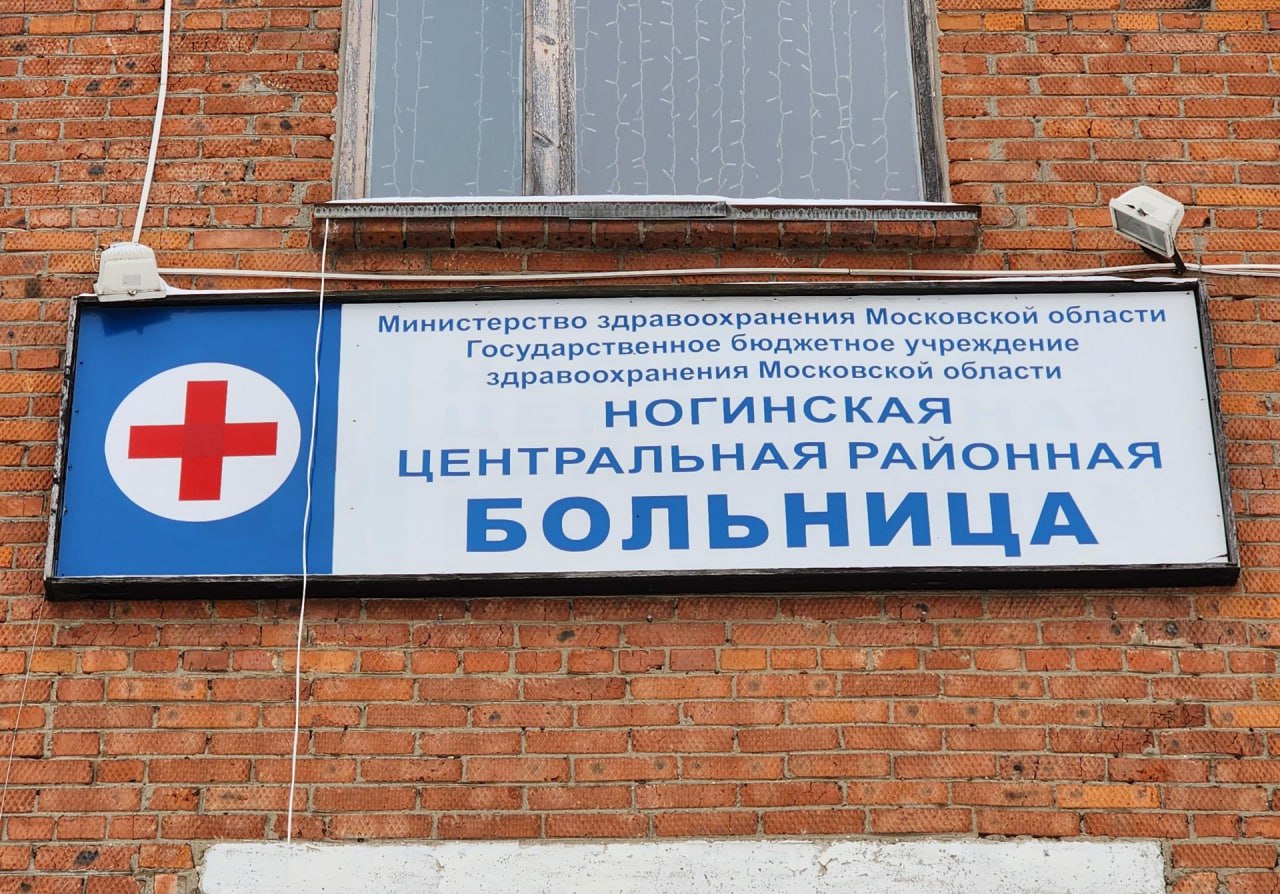 Министерство здравоохранения Московской области
Государственное бюджетное учреждение
здравоохранения Московской области
НОГИНСКАЯ
ЦЕНТРАЛЬНАЯ РАЙОННАЯ
БОЛЬНИЦА